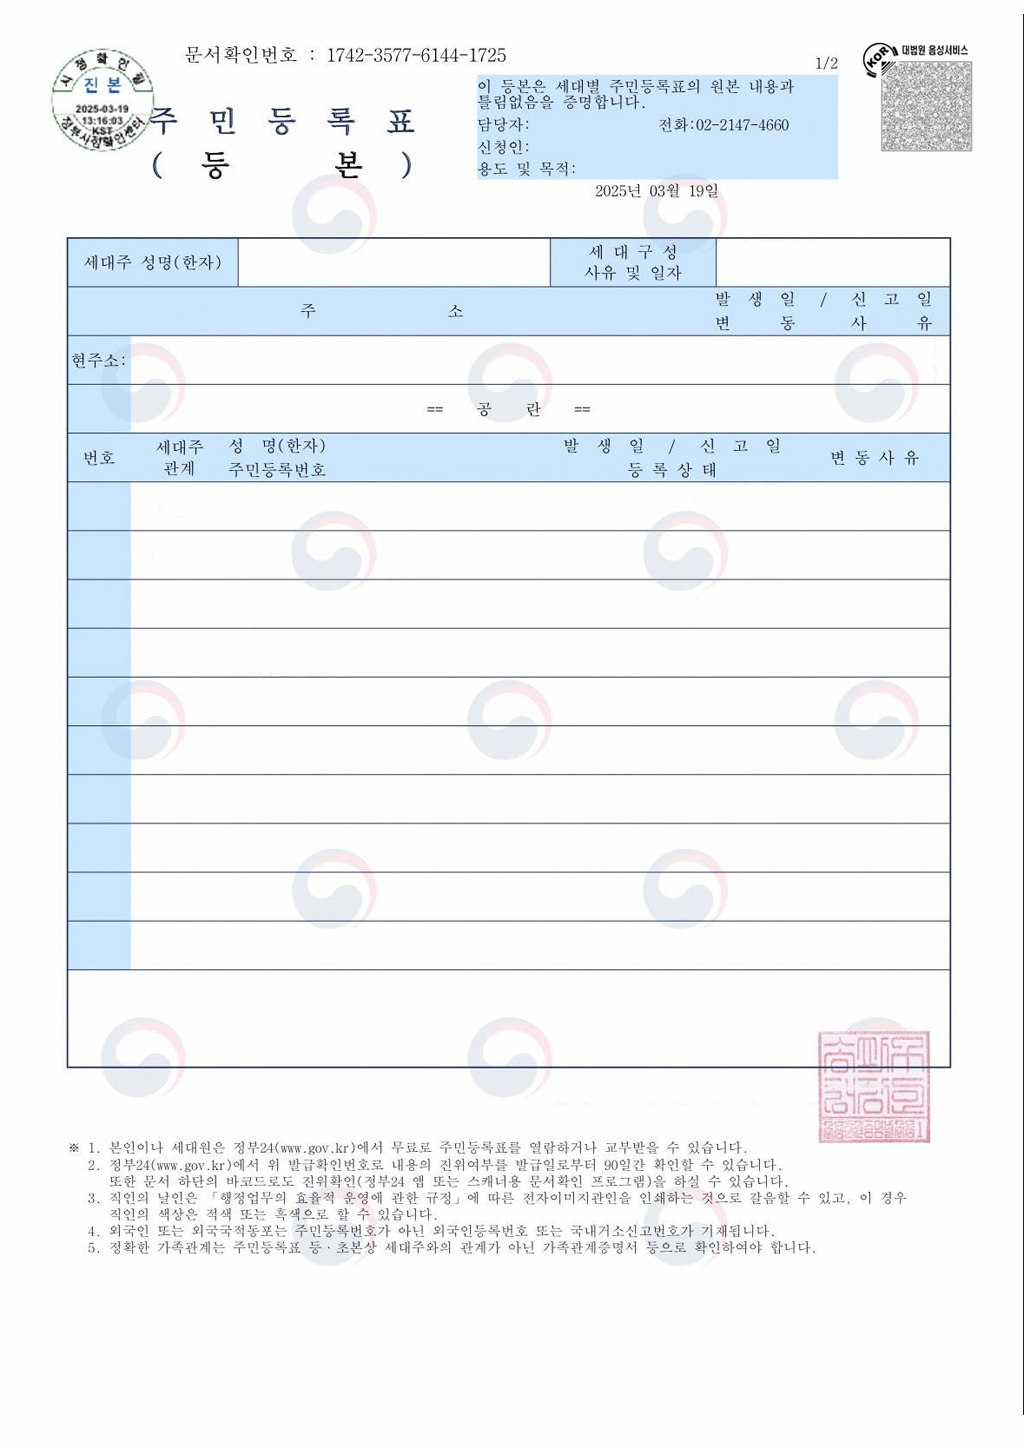 문서확인번호 : 1742-3577-6144-1725
대법원 음성서비스
KOR
1/2
시점확인필
진본
2025-03-19
13:16:03
KST
정부시점확인센터
주 민 등 록 표
( 등 본 )
이 등본은 세대별 주민등록표의 원본 내용과
틀림없음을 증명합니다.
담당자: 전화:02-2147-4660
신청인:
용도 및 목적:
2025년 03월 19일
세대주 성명(한자)
세 대 구 성
사유 및 일자
주 소
발 생 일 / 신 고 일
변 동 사 유
현주소:
== 공 란 ==
번호
세대주
관계
성 명(한자)
주민등록번호
발 생 일 / 신 고 일
등 록 상 태
변 동 사 유
※ 1. 본인이나 세대원은 정부24(www.gov.kr)에서 무료로 주민등록표를 열람하거나 교부받을 수 있습니다.
2. 정부24(www.gov.kr)에서 위 발급확인번호로 내용의 진위여부를 발급일로부터 90일간 확인할 수 있습니다.
또한 문서 하단의 바코드로도 진위확인(정부24 앱 또는 스캐너용 문서확인 프로그램)을 하실 수 있습니다.
3. 직인의 날인은 「행정업무의 효율적 운영에 관한 규정」에 따른 전자이미지관인을 인쇄하는 것으로 갈음할 수 있고, 이 경우
직인의 색상은 적색 또는 흑색으로 할 수 있습니다.
4. 외국인 또는 외국국적동포는 주민등록번호가 아닌 외국인등록번호 또는 국내거소신고번호가 기재됩니다.
5. 정확한 가족관계는 주민등록표 등·초본상 세대주와의 관계가 아닌 가족관계증명서 등으로 확인하여야 합니다.